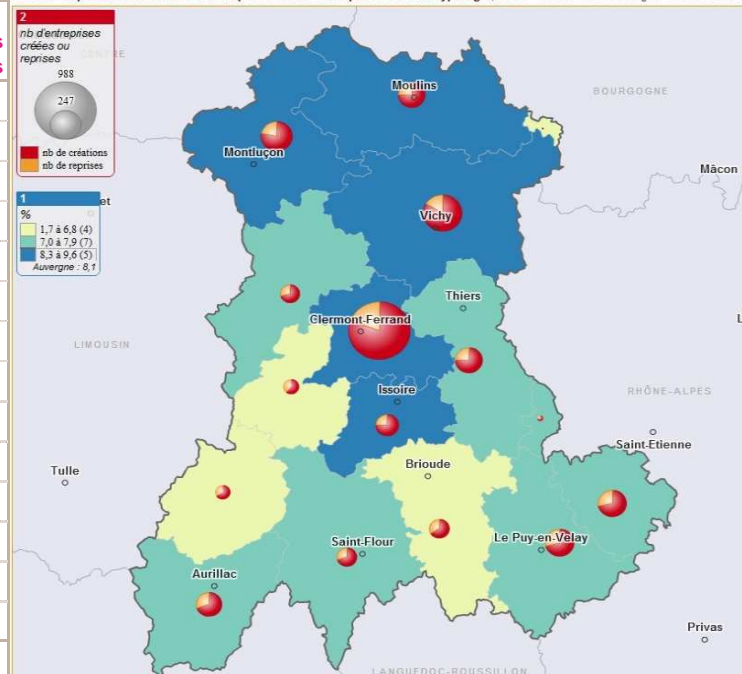 2
nb d'entreprises
créées ou
reprises
988
247
nb de créations
nb de reprises
1
%
1,7 à 6,8 (4)
7,0 à 7,9 (7)
8,3 à 9,6 (5)
Auvergne : 8,1
BOURGOGNE
Moulins
Montluçon
Mâcon
Vichy
Thiers
Clermont-Ferrand
LIMOUSIN
Issoire
RHÔNE-ALPES
Saint-Etienne
Tulle
Brioude
Le Puy-en-Velay
Saint-Flour
Aurillac
Privas
LANGUEDOC-ROUSSILLON